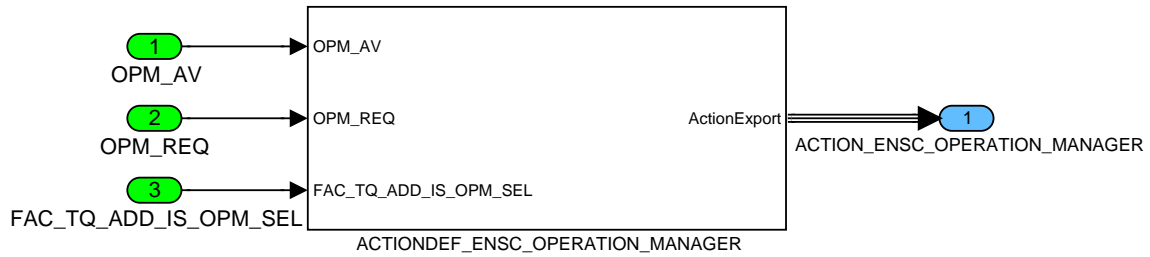 1
OPM_AV
OPM_AV
2
OPM_REQ
OPM_REQ
ActionExport
1
ACTION_ENSC_OPERATION_MANAGER
3
FAC_TQ_ADD_IS_OPM_SEL
FAC_TQ_ADD_IS_OPM_SEL
ACTIONDEF_ENSC_OPERATION_MANAGER